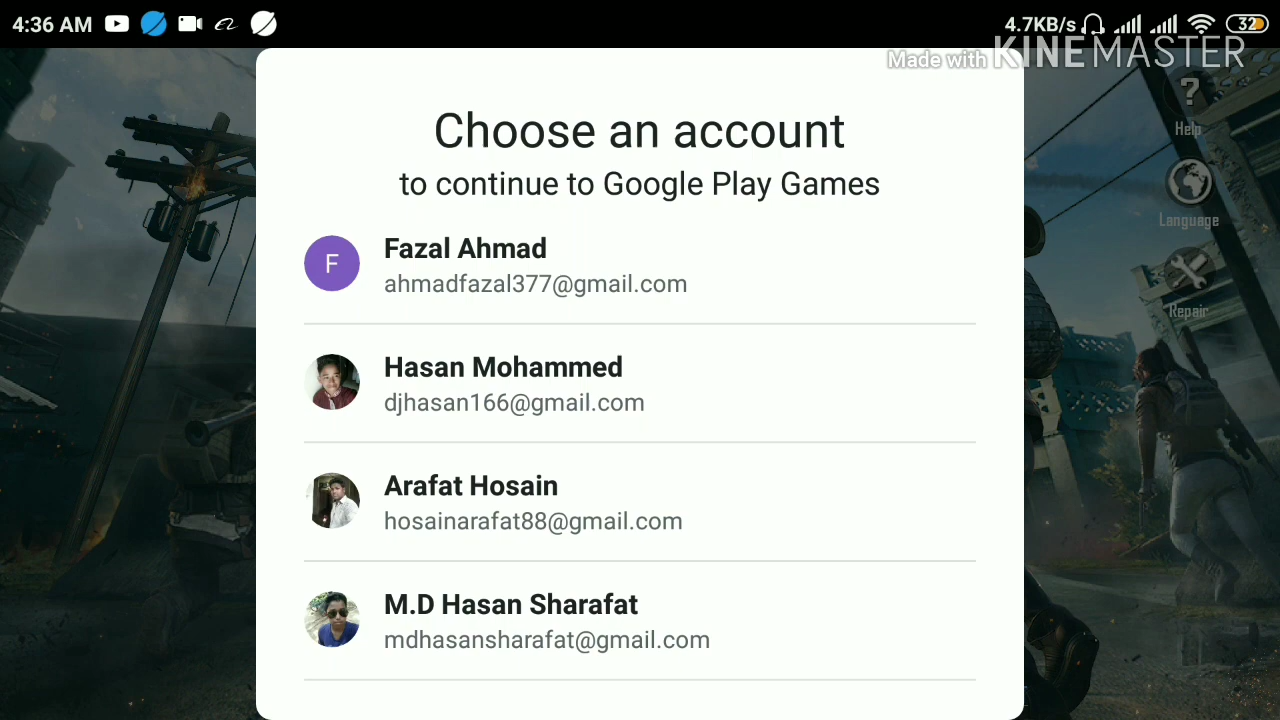 4:36 AM
4.7KB/s
32
Made with KINEMASTER
Choose an account
to continue to Google Play Games
F
Fazal Ahmad
ahmadfazal377@gmail.com
Hasan Mohammed
djhasan166@gmail.com
Arafat Hosain
hosainarafat88@gmail.com
M.D Hasan Sharafat
mdhasansharafat@gmail.com
?
Help
Language
Repair